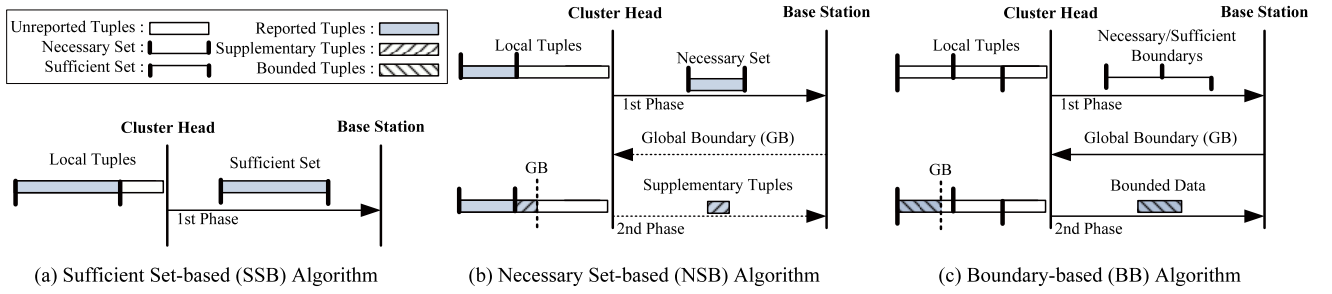 Unreported Tuples :
Necessary Set :
Sufficient Set :
Reported Tuples :
Supplementary Tuples :
Bounded Tuples :
Cluster Head
Base Station
Local Tuples
Sufficient Set
1st Phase
(a) Sufficient Set-based (SSB) Algorithm
Cluster Head
Base Station
Local Tuples
Necessary Set
1st Phase
Global Boundary (GB)
GB
Supplementary Tuples
2nd Phase
(b) Necessary Set-based (NSB) Algorithm
Cluster Head
Base Station
Local Tuples
Necessary/Sufficient
Boundarys
1st Phase
Global Boundary (GB)
GB
Bounded Data
2nd Phase
(c) Boundary-based (BB) Algorithm